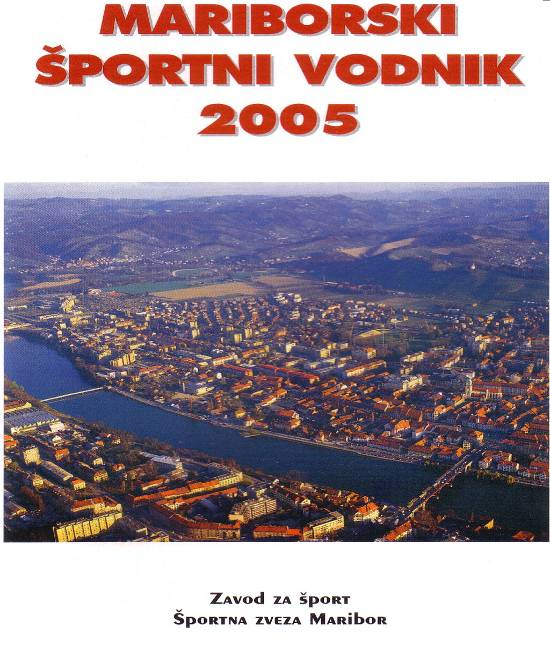 MARIBORSKI
ŠPORTNI VODNIK
2005
Zavod za šport
Športna zveza Maribor